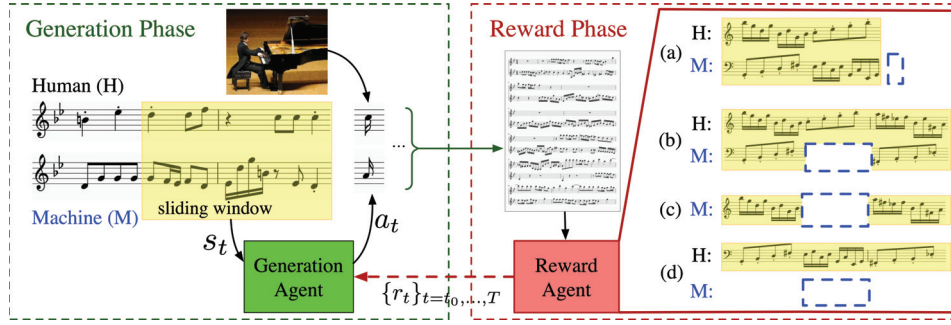 Generation Phase
Human (H)
Machine (M)
sliding window
...
s_t
a_t
Generation Agent
Reward Phase
{r_t}_{t=t_0,...,T}
Reward Agent
(a)
H:
M:
(b)
H:
M:
(c)
M:
(d)
H:
M: